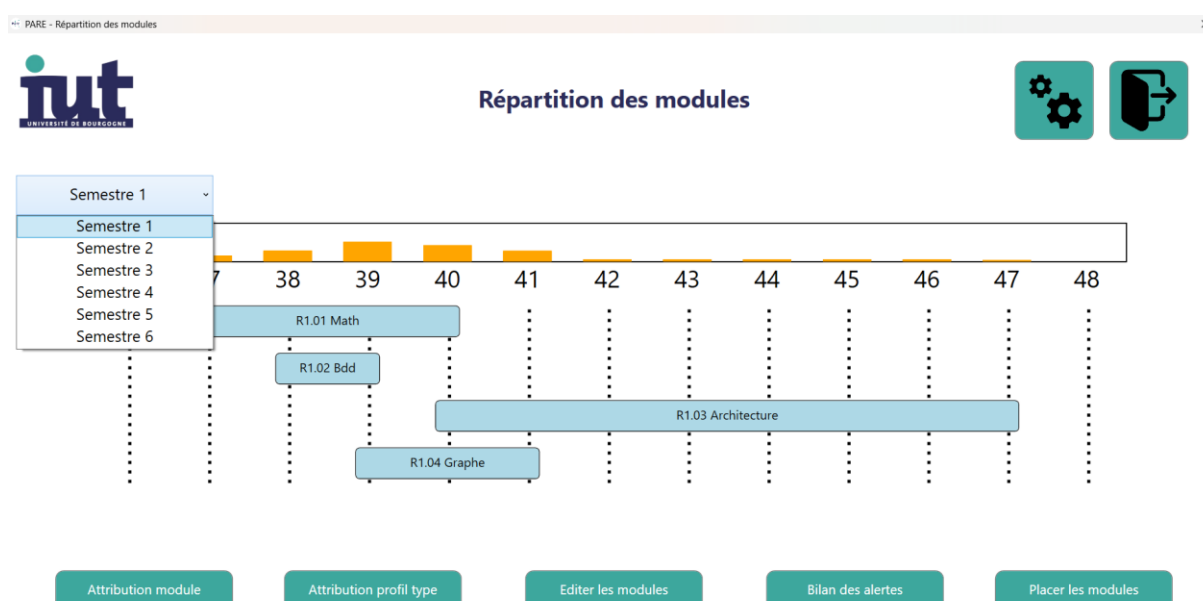 PARE - Répartition des modules
iut
UNIVERSITÉ DE BOURGOGNE
Répartition des modules
Semestre 1
Semestre 1
Semestre 2
Semestre 3
Semestre 4
Semestre 5
Semestre 6
38 39 40 41 42 43 44 45 46 47 48
R1.01 Math
R1.02 Bdd
R1.03 Architecture
R1.04 Graphe
Attribution module Attribution profil type Editer les modules Bilan des alertes Placer les modules